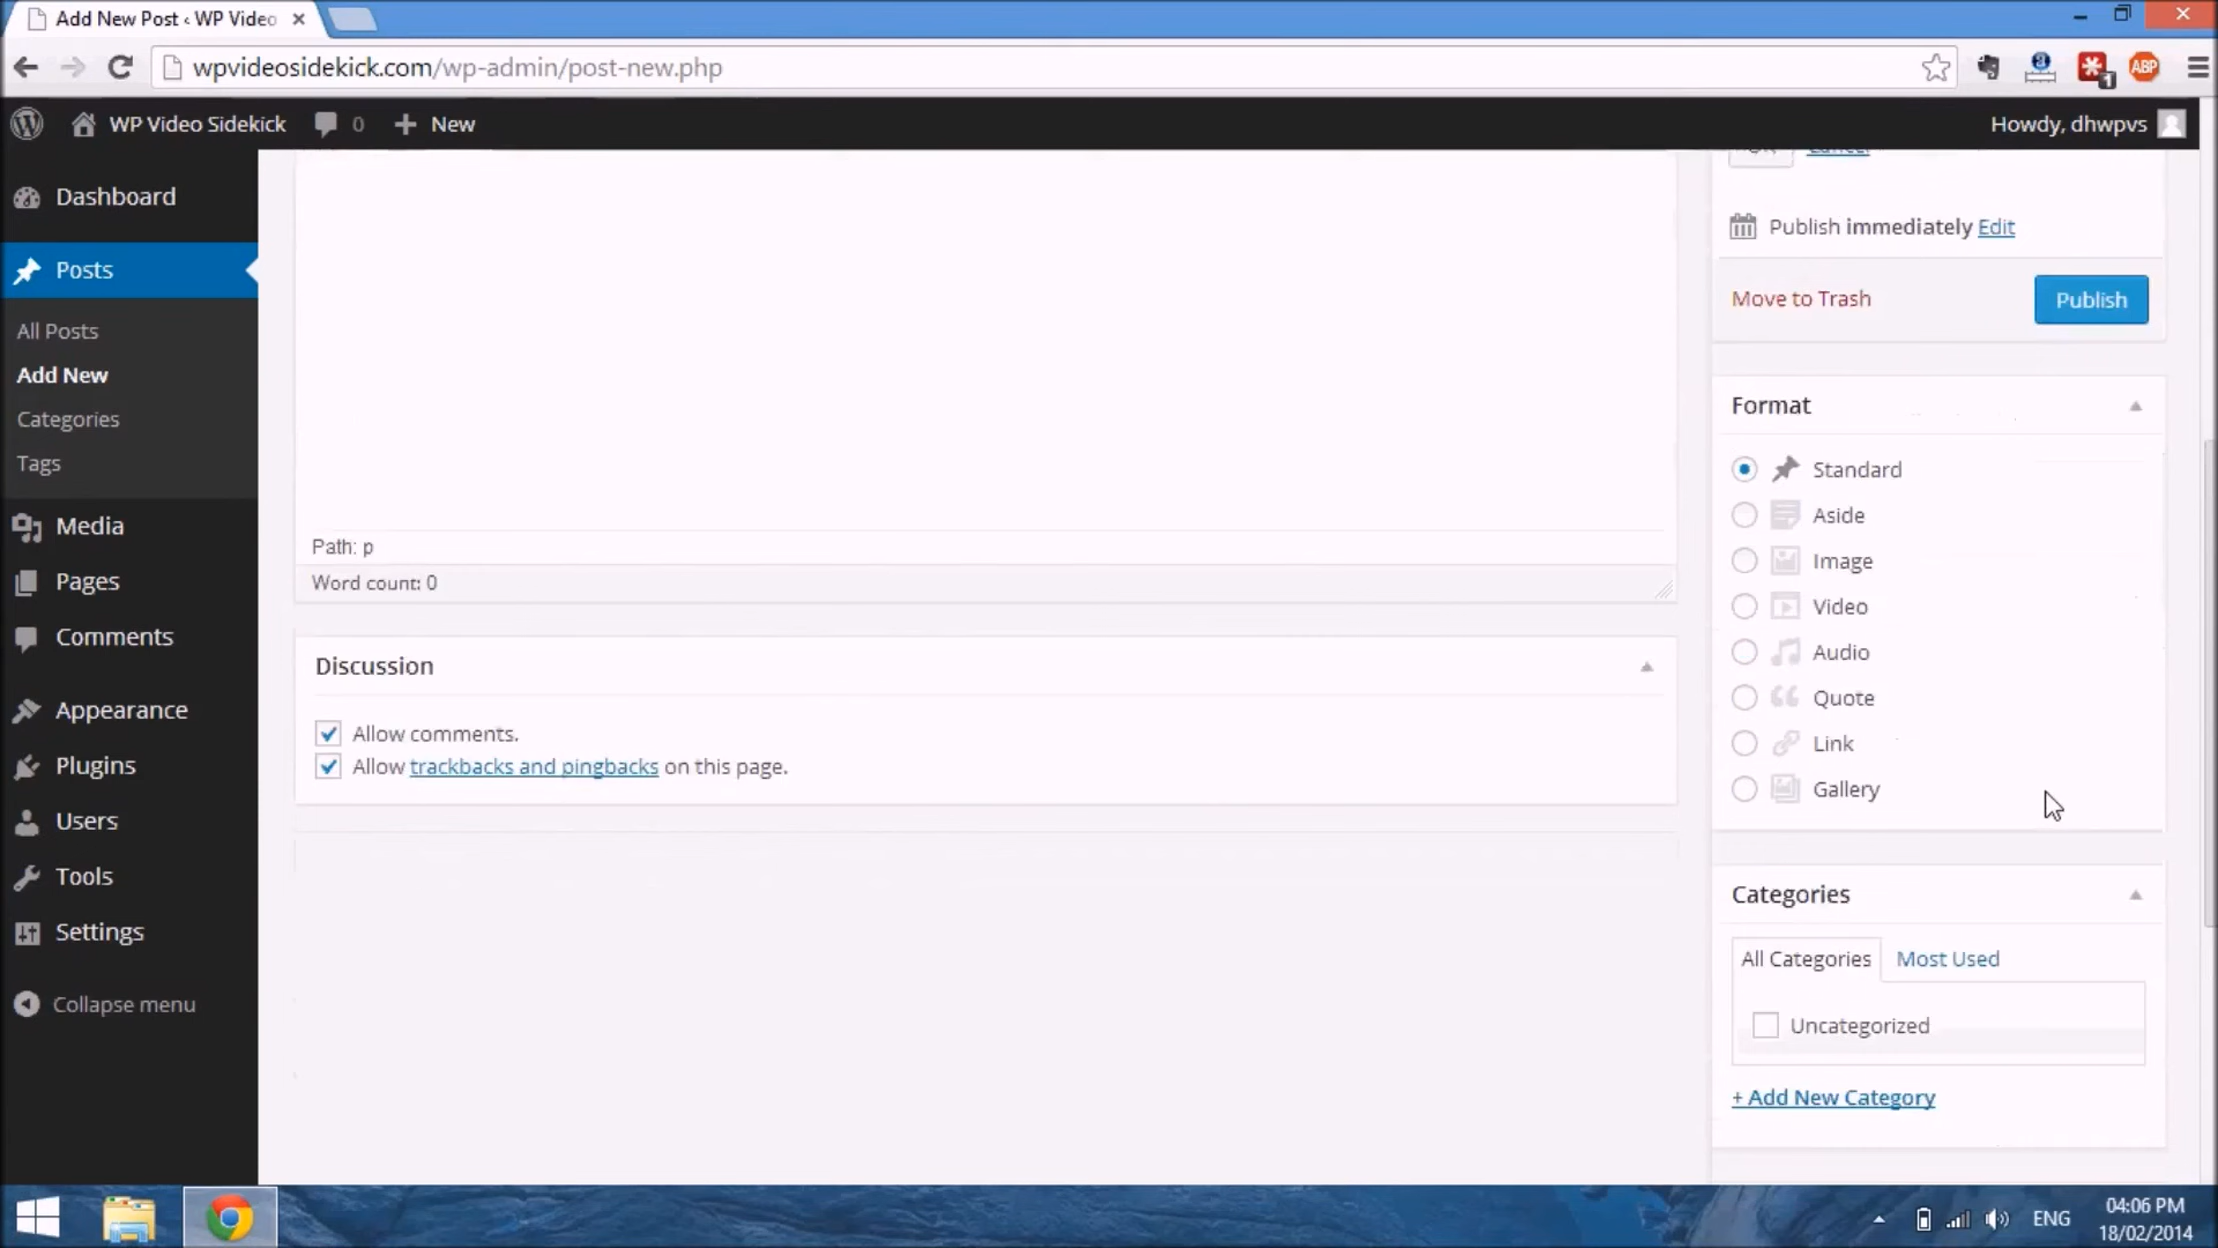 Add New Post ‹ WP Video
wpvideosidekick.com/wp-admin/post-new.php
ABP
1
WP Video Sidekick
0
New
Howdy, dhwpvs
Dashboard
Posts
All Posts
Add New
Categories
Tags
Media
Pages
Comments
Appearance
Plugins
Users
Tools
Settings
Collapse menu
Path: p
Word count: 0
Discussion
Allow comments.
Allow trackbacks and pingbacks on this page.
Cancel
Publish immediately Edit
Move to Trash
Publish
Format
Standard
Aside
Image
Video
Audio
Quote
Link
Gallery
Categories
All Categories
Most Used
Uncategorized
+ Add New Category
ENG
04:06 PM
18/02/2014